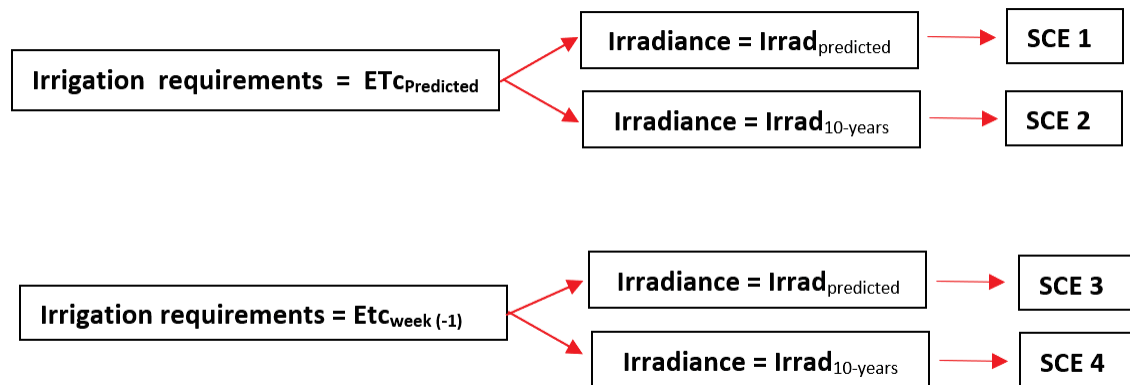 Irradiance = Irradpredicted
SCE 1
Irrigation requirements = ETcPredicted
Irradiance = Irrad10-years
SCE 2
Irradiance = Irradpredicted
SCE 3
Irrigation requirements = Etcweek (-1)
Irradiance = Irrad10-years
SCE 4